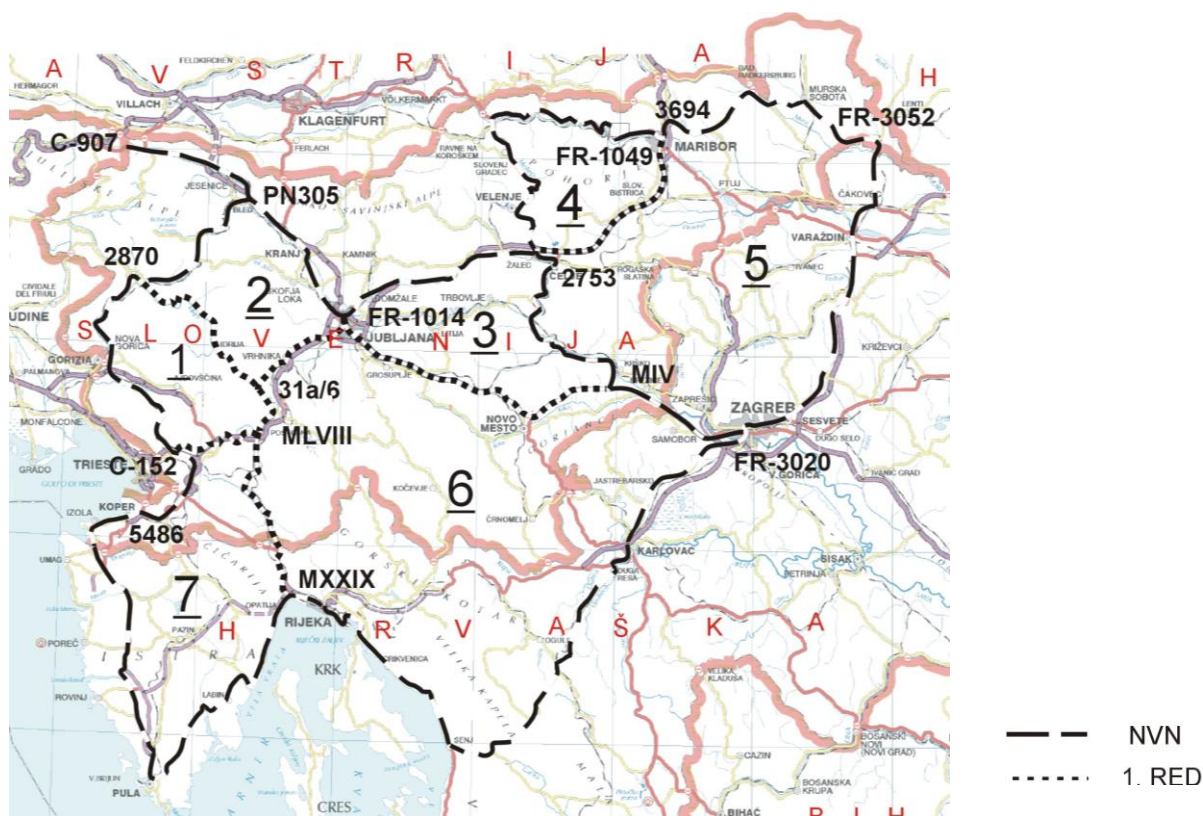 A V S T R I J A
H
FELDKIRCHEN
HERMAGOR
VILLACH
KLAGENFURT
VÖLKERMARKT
BAD RADKERSBURG
MURSKA SOBOTA
LENTI
3694
FR-3052
C-907
FERLACH
RAVNE NA KOROŠKEM
FR-1049
MARIBOR
SLOVENJ GRADEC
JESENICE
PN305
BLED
VELENJE
4
SLOV. BISTRICA
PTUJ
ČAKOVEC
VARAŽDIN
2870
KRANJ
KAMNIK
ŽALEC
2753
ROGAŠKA SLATINA
5
IVANEC
CIVIDALE DEL FRIULI
UDINE
2
ŠKOFJA LOKA
DOMŽALE
TRBOVLJE
FR-1014
LJUBLJANA
LITIJA
3
S L O V E N I J A
NOVA GORICA
GORIZIA
PALMANOVA
1
AJDOVŠČINA
VRHNIKA
GROSUPLJE
KRŠKO
MIV
KRIŽEVCI
31a/6
ZAPREŠIĆ
ZAGREB
SESVETE
DUGO SELO
MONFALCONE
NOVO MESTO
SAMOBOR
MLVIII
TRIESTE
C-152
GRADO
FR-3020
V. GORICA
IVANIĆ GRAD
6
KOČEVJE
JASTREBARSKO
KOPER
IZOLA
ČRNOMELJ
5486
UMAG
KARLOVAC
SISAK
PETRINJA
DUGA RESA
7
MXXIX
OPATIJA
RIJEKA
H R V A Š K A
PAZIN
POREČ
ISTRA
OGULIN
KRK
CRIKVENICA
VELIKA KLADUŠA
ROVINJ
LABIN
SENJ
BOSANSKI NOVI (NOVI GRAD)
CAZIN
BOSANSKA KRUPA
V. BRIJUN
PULA
CRES
BIHAĆ
B I H
NVN
1. RED